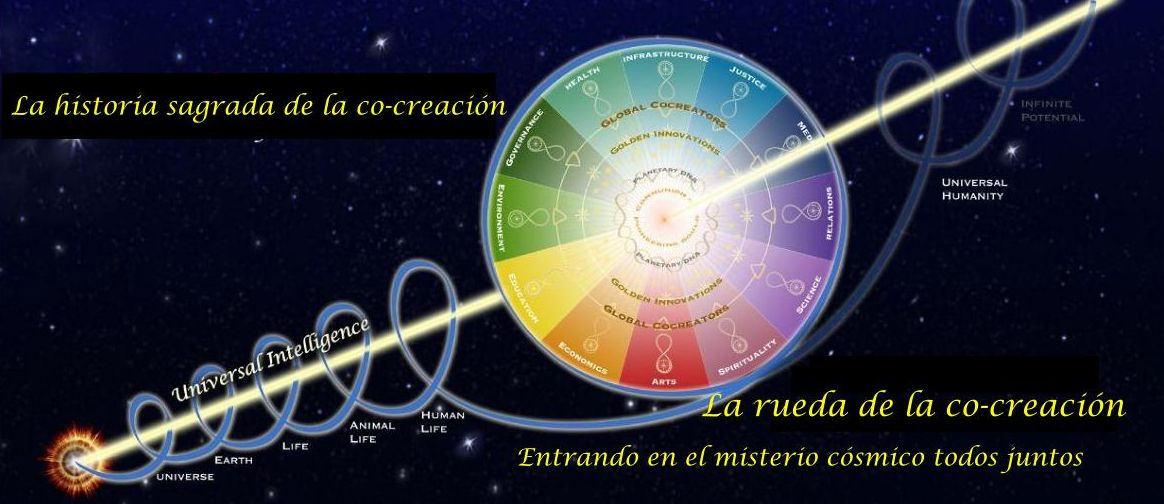 La historia sagrada de la co-creación
INFRASTRUCTURE
HEALTH
JUSTICE
GOVERNANCE
ENVIRONMENT
RELATIONS
EDUCATION
SCIENCE
ECONOMICS
ARTS
SPIRITUALITY
GLOBAL COCREATORS
GOLDEN INNOVATIONS
PLANETARY DNA
PLANETARY DNA
GOLDEN INNOVATIONS
GLOBAL COCREATORS
INFINITE
POTENTIAL
UNIVERSAL
HUMANITY
Universal Intelligence
HUMAN
LIFE
ANIMAL
LIFE
LIFE
EARTH
UNIVERSE
La rueda de la co-creación
Entrando en el misterio cósmico todos juntos